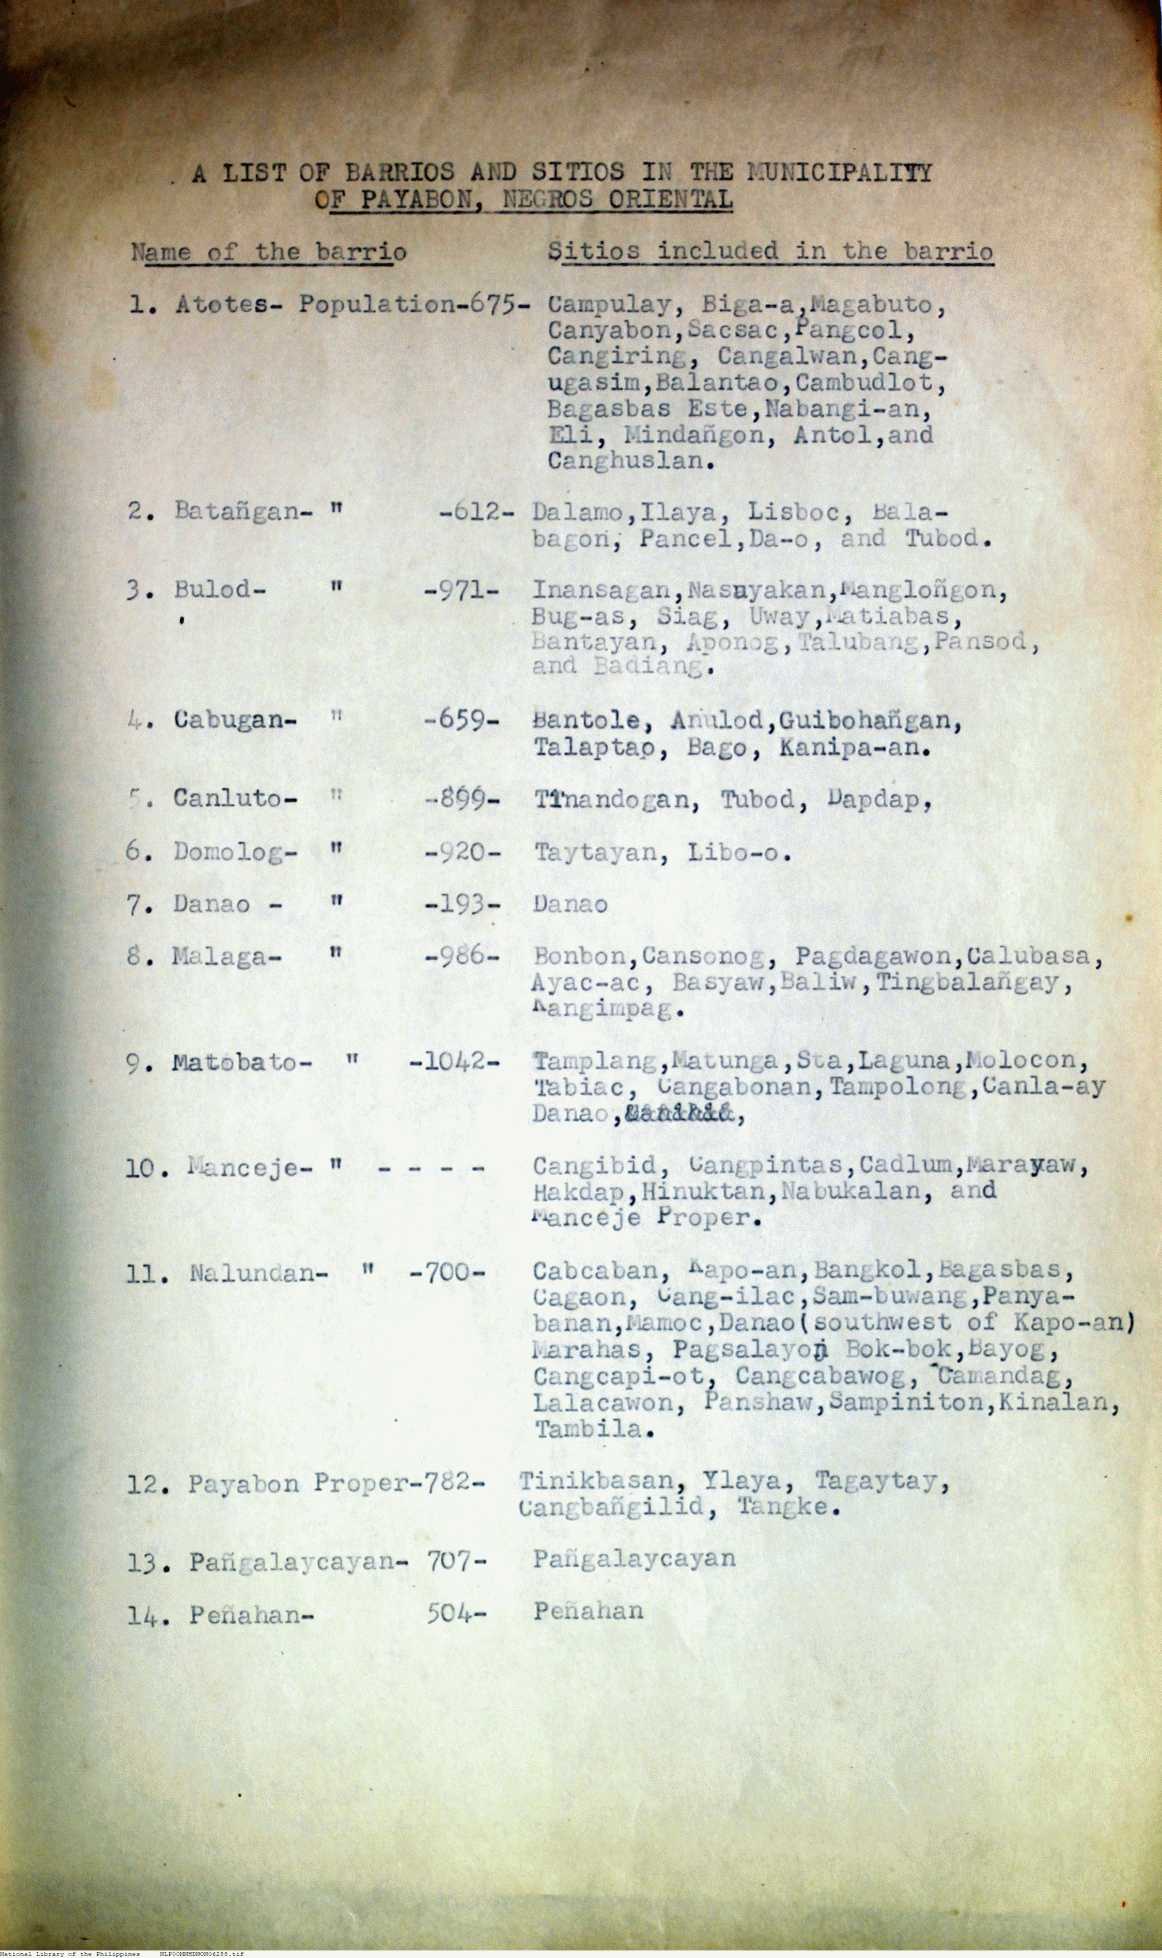 A LIST OF BARRIOS AND SITIOS IN THE MUNICIPALITY
OF PAYABON, NEGROS ORIENTAL
Name of the barrio Sitios included in the barrio
1. Atotes- Population-675- Campulay, Biga-a,Magabuto,
Canyabon,Sacsac,Pangcol,
Cangiring, Cangalwan,Cang-
ugasim,Balantao,Cambudlot,
Bagasbas Este,Nabangi-an,
Eli, Mindañgon, Antol,and
Canghuslan.
2. Batañgan- " -612- Dalamo,Ilaya, Lisboc, Bala-
bagon, Pancel,Da-o, and Tubod.
3. Bulod- " -971- Inansagan,Nasuyakan,Mangloñgon,
Bug-as, Siag, Uway,Matiabas,
Bantayan, Aponog,Talubang,Pansod,
and Badiang.
4. Cabugan- " -659- Bantole, Anulod,Guibohañgan,
Talaptap, Bago, Kanipa-an.
5. Canluto- " -899- Tinandogan, Tubod, Dapdap,
6. Domolog- " -920- Taytayan, Libo-o.
7. Danao - " -193- Danao
8. Malaga- " -986- Bonbon,Cansonog, Pagdagawon,Calubasa,
Ayac-ac, Basyaw,Baliw,Tingbalañgay,
Kangimpag.
9. Matobato- " -1042- Tamplang,Matunga,Sta,Laguna,Molocon,
Tabiac, Cangabonan,Tampolong,Canla-ay
Danao,
10. Manceje- " - - - - Cangibid, Cangpintas,Cadlum,Marayaw,
Hakdap,Hinuktan,Nabukalan, and
Manceje Proper.
11. Nalundan- " -700- Cabcaban, Kapo-an,Bangkol,Bagasbas,
Cagaon, Cang-ilac,Sam-buwang,Panya-
banan,Mamoc,Danao(southwest of Kapo-an)
Marahas, Pagsalayon Bok-bok,Bayog,
Cangcapi-ot, Cangcabawog, Camandag,
Lalacawon, Panshaw,Sampiniton,Kinalan,
Tambila.
12. Payabon Proper-782- Tinikbasan, Ylaya, Tagaytay,
Cangbañgilid, Tangke.
13. Pañgalaycayan- 707- Pañgalaycayan
14. Peñahan- 504- Peñahan
National Library of the Philippines